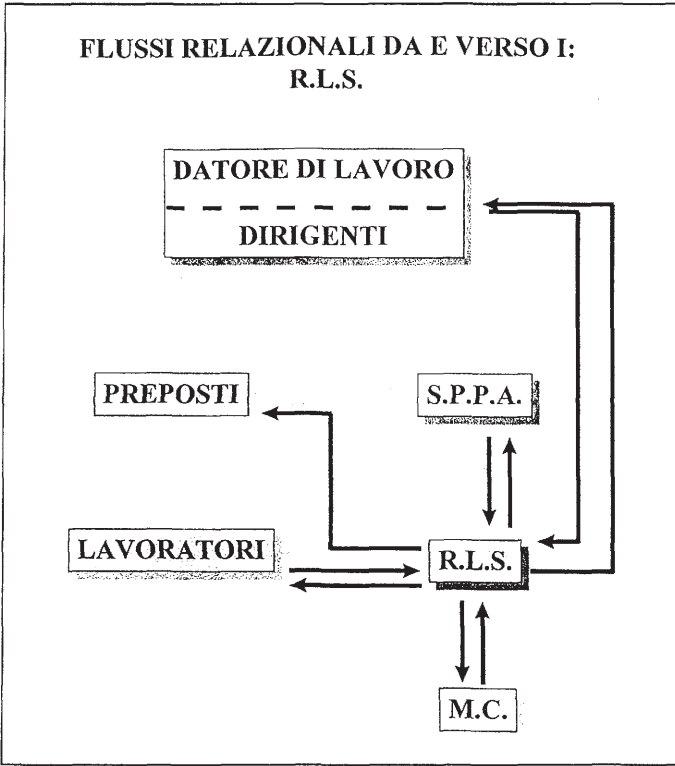 FLUSSI RELAZIONALI DA E VERSO I:
R.L.S.
DATORE DI LAVORO
DIRIGENTI
PREPOSTI
S.P.P.A.
LAVORATORI
R.L.S.
M.C.